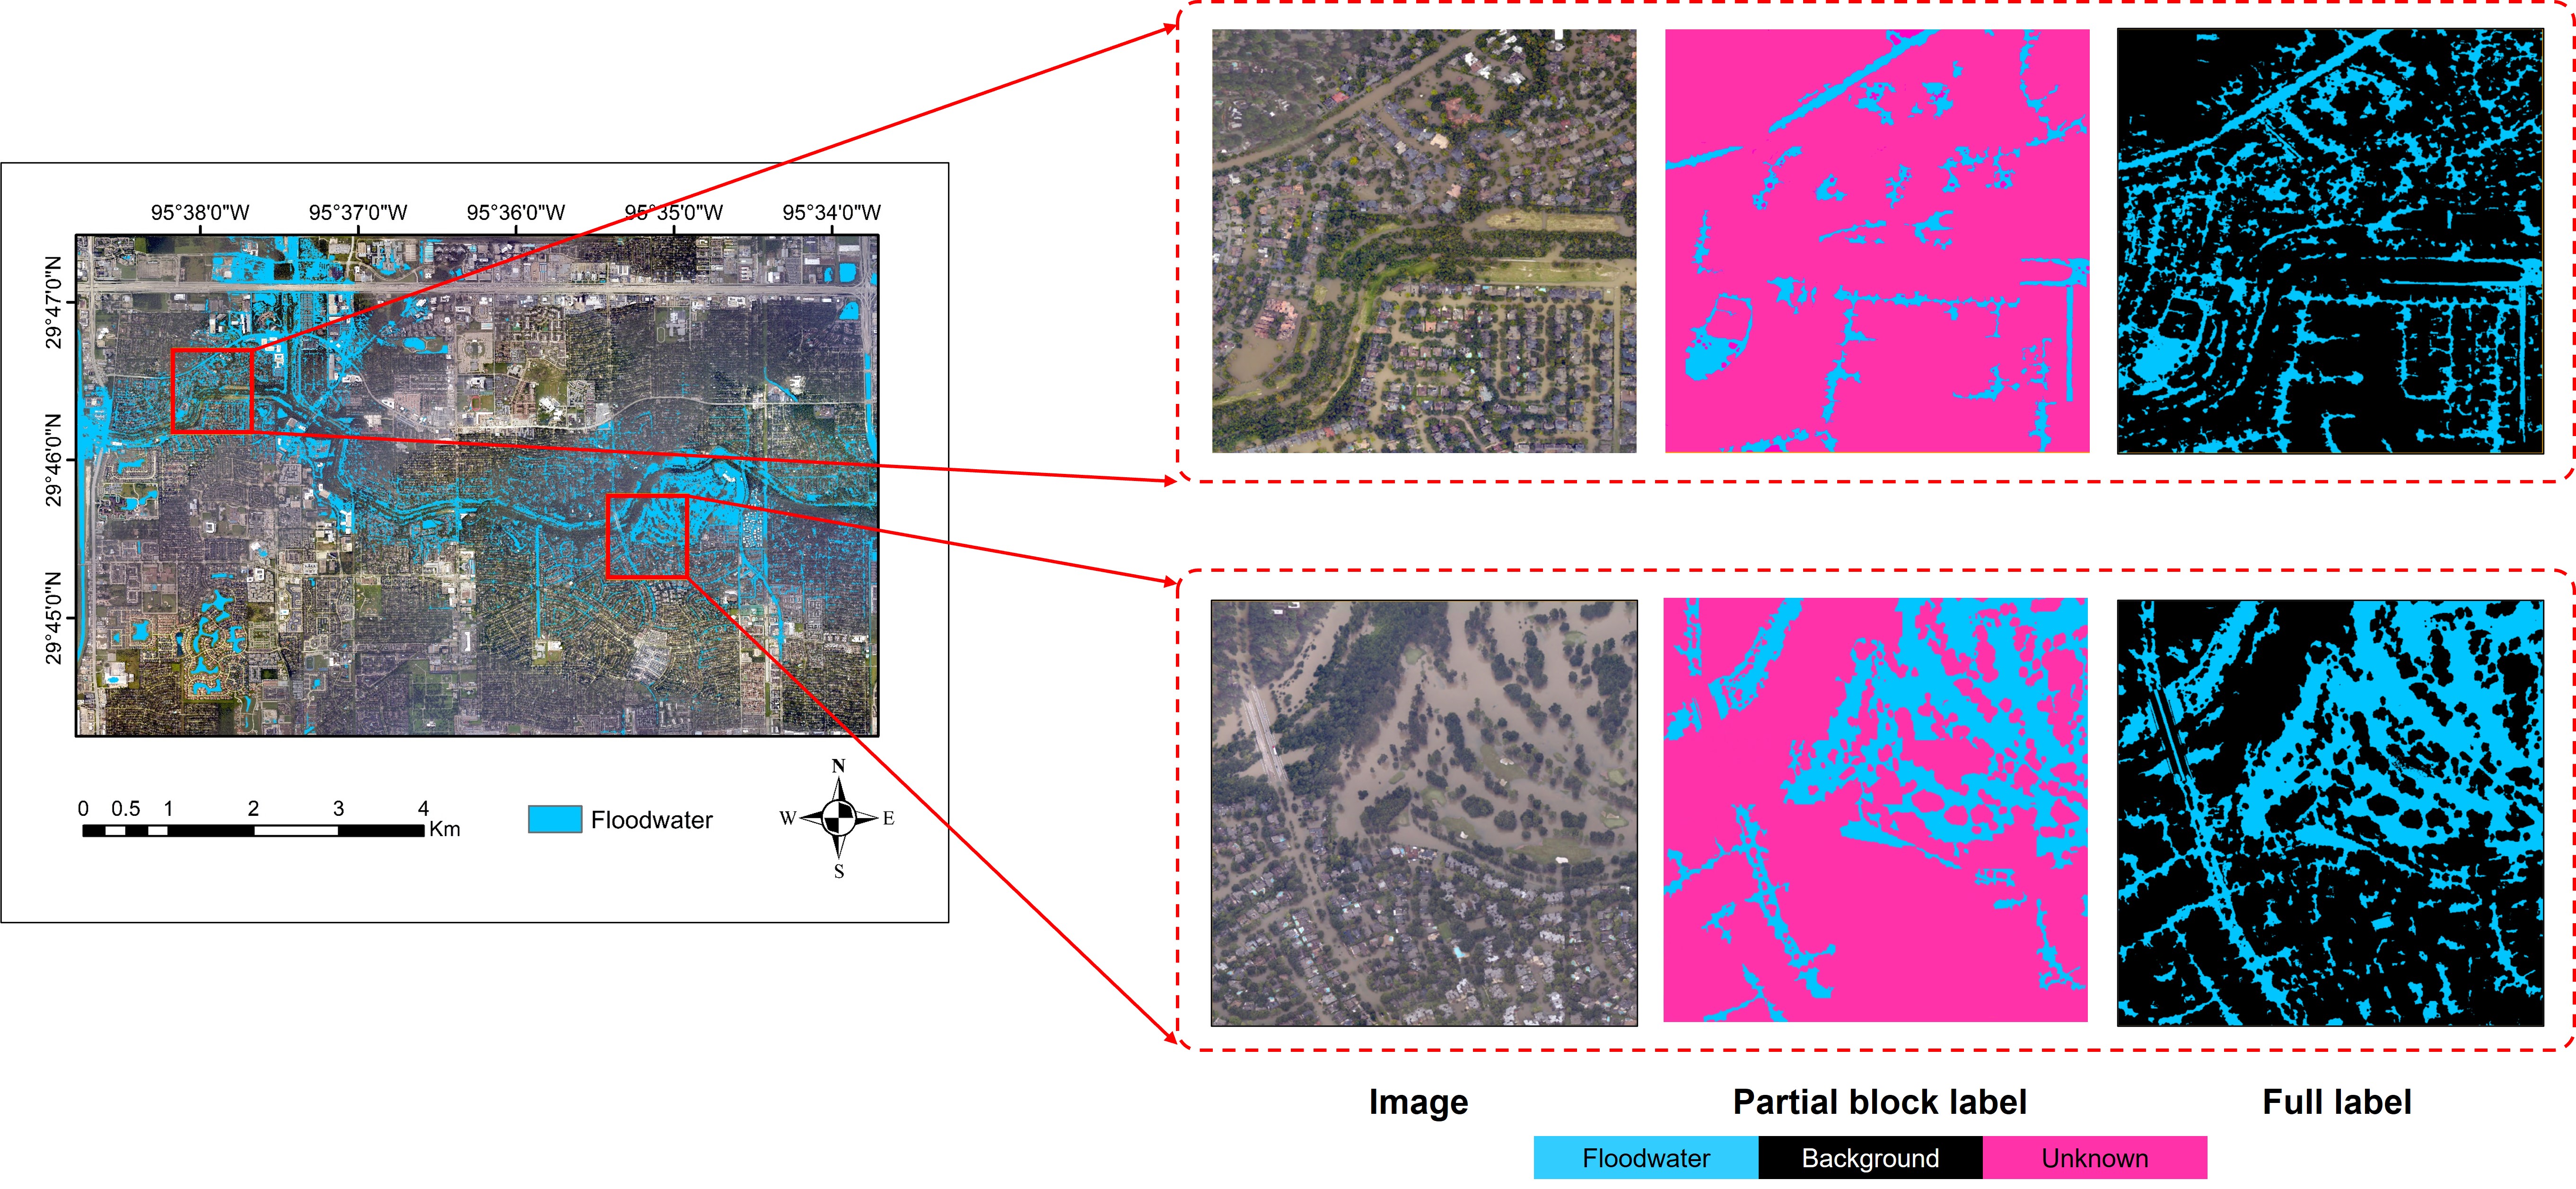 95°38'0"W 95°37'0"W 95°36'0"W 95°35'0"W 95°34'0"W
29°47'0"N
29°46'0"N
29°45'0"N
0 0.5 1 2 3 4
Km
Floodwater
N
W E
S
Image Partial block label Full label
Floodwater Background Unknown